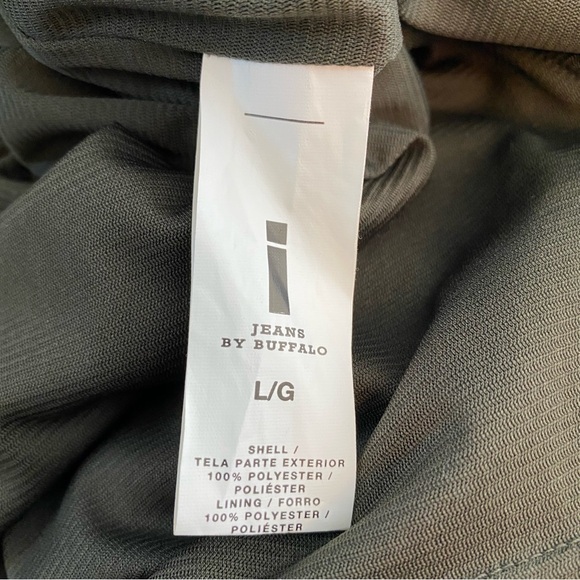 i
JEANS
BY BUFFALO
L/G
SHELL /
TELA PARTE EXTERIOR
100% POLYESTER /
POLIÉSTER
LINING / FORRO
100% POLYESTER /
POLIÉSTER